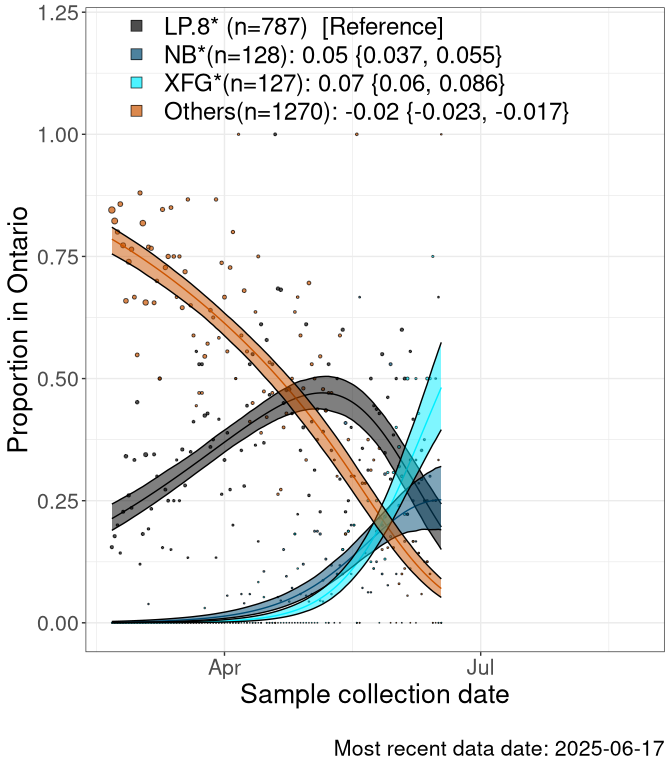 LP.8* (n=787)  [Reference]
NB*(n=128): 0.05 {0.037, 0.055}
XFG*(n=127): 0.07 {0.06, 0.086}
Others(n=1270): -0.02 {-0.023, -0.017}
1.25
1.00
0.75
0.50
0.25
0.00
Proportion in Ontario
Apr
Jul
Sample collection date
Most recent data date: 2025-06-17